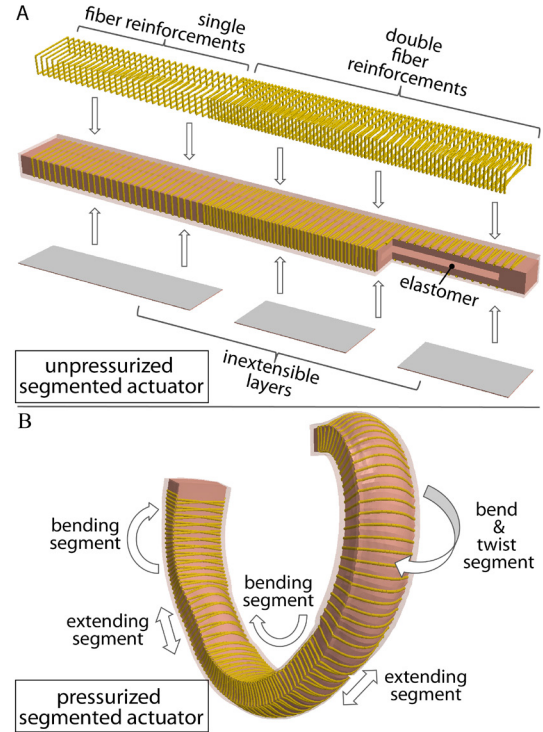 A
single
fiber reinforcements
double
fiber
reinforcements
elastomer
inextensible
layers
unpressurized
segmented actuator
B
bending
segment
bending
segment
bend
&
twist
segment
extending
segment
extending
segment
pressurized
segmented actuator